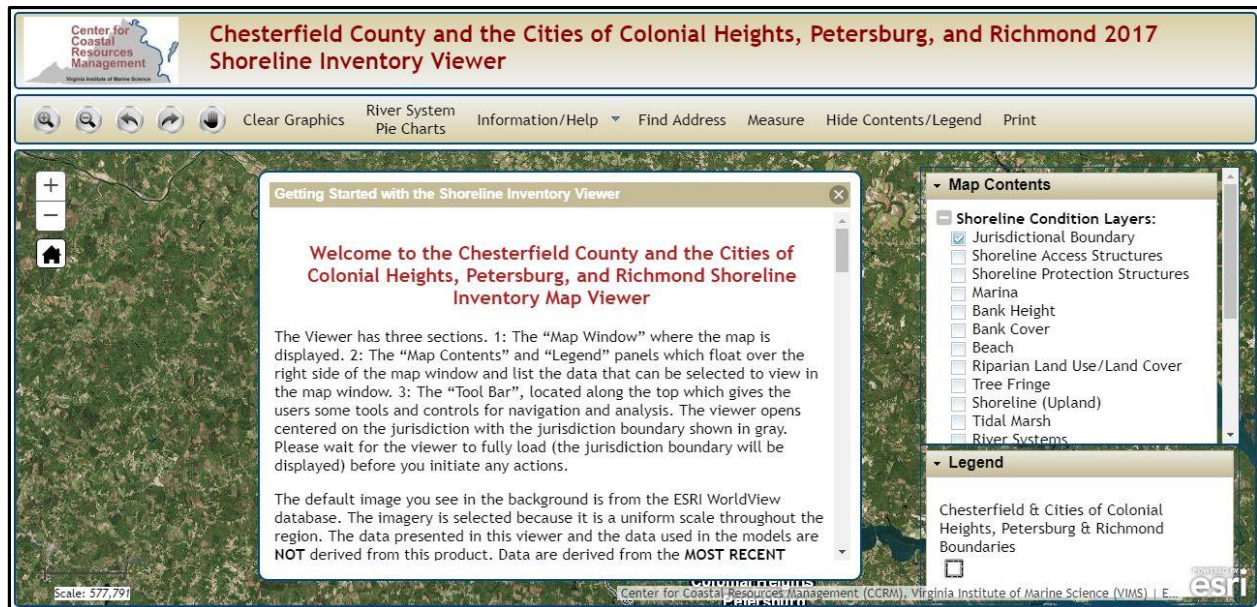 Center for
Coastal
Resources
Management
Virginia Institute of Marine Science
Chesterfield County and the Cities of Colonial Heights, Petersburg, and Richmond 2017
Shoreline Inventory Viewer
Clear Graphics
River System
Pie Charts
Information/Help
Find Address
Measure
Hide Contents/Legend
Print
Getting Started with the Shoreline Inventory Viewer
Welcome to the Chesterfield County and the Cities of
Colonial Heights, Petersburg, and Richmond Shoreline
Inventory Map Viewer
The Viewer has three sections. 1: The “Map Window” where the map is
displayed. 2: The “Map Contents” and “Legend” panels which float over the
right side of the map window and list the data that can be selected to view in
the map window. 3: The “Tool Bar”, located along the top which gives the
users some tools and controls for navigation and analysis. The viewer opens
centered on the jurisdiction with the jurisdiction boundary shown in gray.
Please wait for the viewer to fully load (the jurisdiction boundary will be
displayed) before you initiate any actions.
The default image you see in the background is from the ESRI WorldView
database. The imagery is selected because it is a uniform scale throughout the
region. The data presented in this viewer and the data used in the models are
NOT derived from this product. Data are derived from the MOST RECENT
Map Contents
Shoreline Condition Layers:
Jurisdictional Boundary
Shoreline Access Structures
Shoreline Protection Structures
Marina
Bank Height
Bank Cover
Beach
Riparian Land Use/Land Cover
Tree Fringe
Shoreline (Upland)
Tidal Marsh
River Systems
Legend
Chesterfield & Cities of Colonial
Heights, Petersburg & Richmond
Boundaries
Scale: 577,791
Colonial Heights
Petersburg
Center for Coastal Resources Management (CCRM), Virginia Institute of Marine Science (VIMS) | E...
POWERED BY
esri